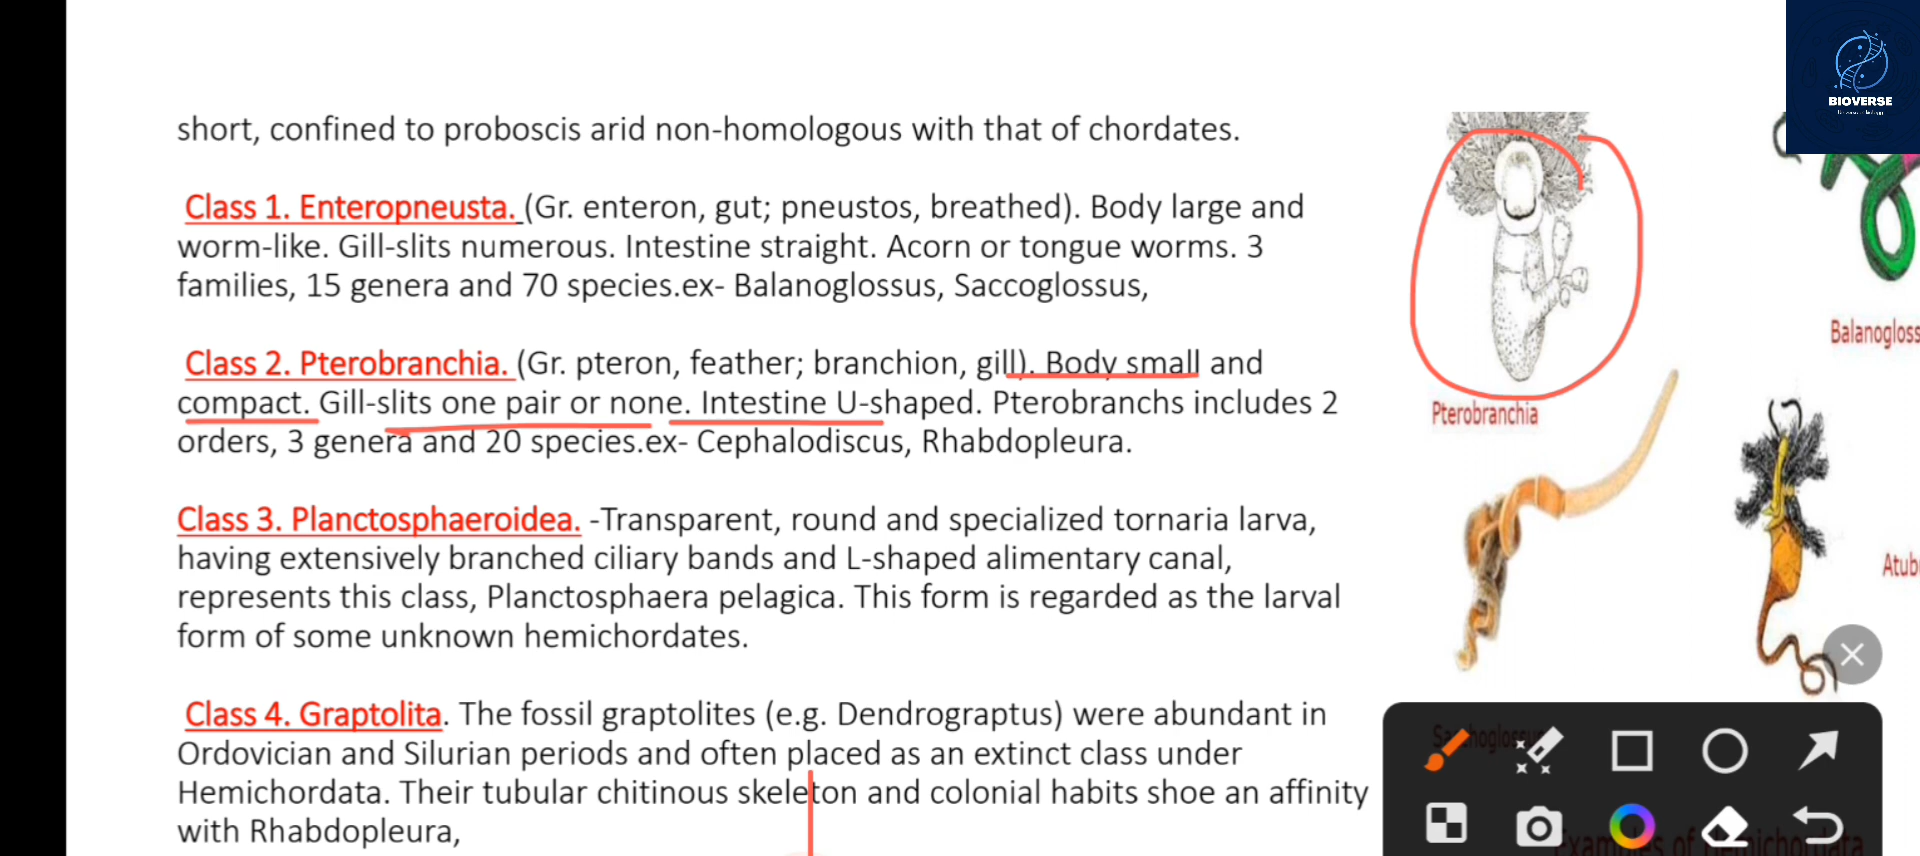 BIOVERSE
short, confined to proboscis arid non-homologous with that of chordates.
Class 1. Enteropneusta. (Gr. enteron, gut; pneustos, breathed). Body large and
worm-like. Gill-slits numerous. Intestine straight. Acorn or tongue worms. 3
families, 15 genera and 70 species.ex- Balanoglossus, Saccoglossus,
Class 2. Pterobranchia. (Gr. pteron, feather; branchion, gill). Body small and
compact. Gill-slits one pair or none. Intestine U-shaped. Pterobranchs includes 2
orders, 3 genera and 20 species.ex- Cephalodiscus, Rhabdopleura.
Class 3. Planctosphaeroidea. -Transparent, round and specialized tornaria larva,
having extensively branched ciliary bands and L-shaped alimentary canal,
represents this class, Planctosphaera pelagica. This form is regarded as the larval
form of some unknown hemichordates.
Class 4. Graptolita. The fossil graptolites (e.g. Dendrograptus) were abundant in
Ordovician and Silurian periods and often placed as an extinct class under
Hemichordata. Their tubular chitinous skeleton and colonial habits shoe an affinity
with Rhabdopleura,
Balanogloss
Pterobranchia
Atub
Examples of Hemichordata